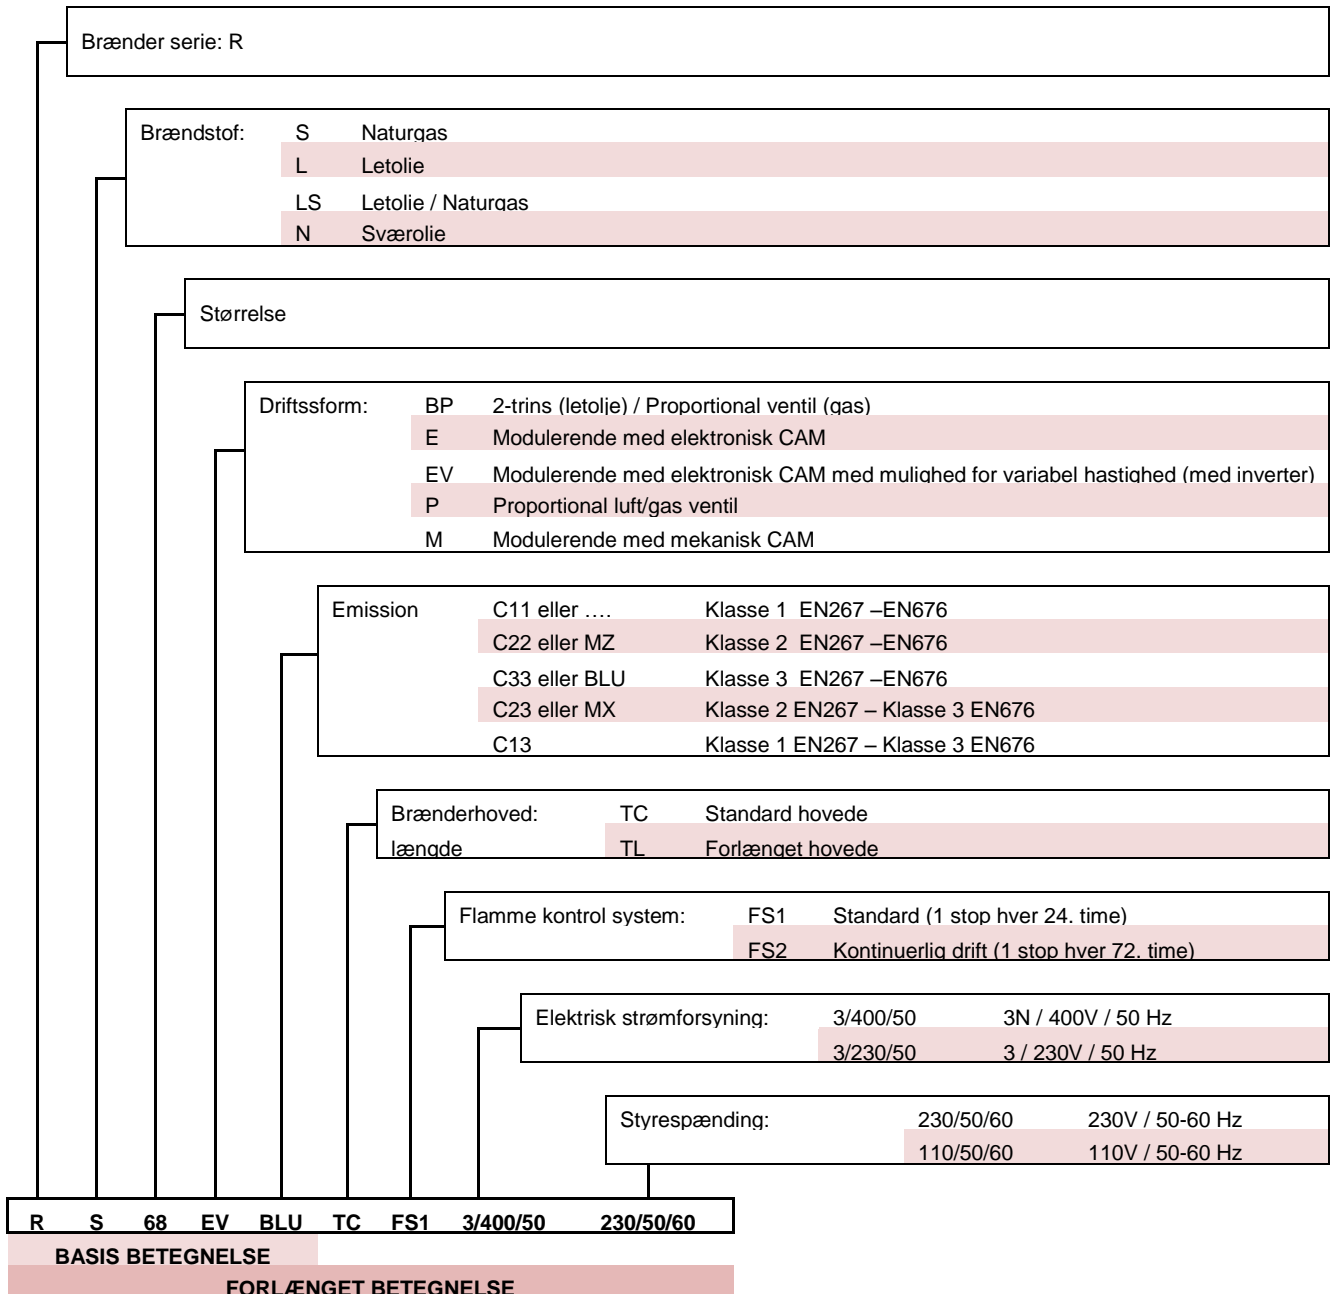 Brænder serie: R
Brændstof: S Naturgas
L Letolie
LS Letolie / Naturgas
N Sværolie
Størrelse
Driftssform: BP 2-trins (letolje) / Proportional ventil (gas)
E Modulerende med elektronisk CAM
EV Modulerende med elektronisk CAM med mulighed for variabel hastighed (med inverter)
P Proportional luft/gas ventil
M Modulerende med mekanisk CAM
Emission C11 eller …. Klasse 1 EN267 –EN676
C22 eller MZ Klasse 2 EN267 –EN676
C33 eller BLU Klasse 3 EN267 –EN676
C23 eller MX Klasse 2 EN267 – Klasse 3 EN676
C13 Klasse 1 EN267 – Klasse 3 EN676
Brænderhoved: TC Standard hovede
længde TL Forlænget hovede
Flamme kontrol system: FS1 Standard (1 stop hver 24. time)
FS2 Kontinuerlig drift (1 stop hver 72. time)
Elektrisk strømforsyning: 3/400/50 3N / 400V / 50 Hz
3/230/50 3 / 230V / 50 Hz
Styrespænding: 230/50/60 230V / 50-60 Hz
110/50/60 110V / 50-60 Hz
R S 68 EV BLU TC FS1 3/400/50 230/50/60
BASIS BETEGNELSE
FORLÆNGET BETEGNELSE